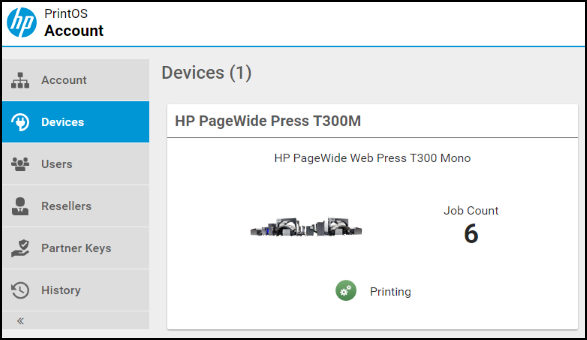 hp
PrintOS
Account
Account
Devices
Users
Resellers
Partner Keys
History
«
Devices (1)
HP PageWide Press T300M
HP PageWide Web Press T300 Mono
Job Count
6
Printing